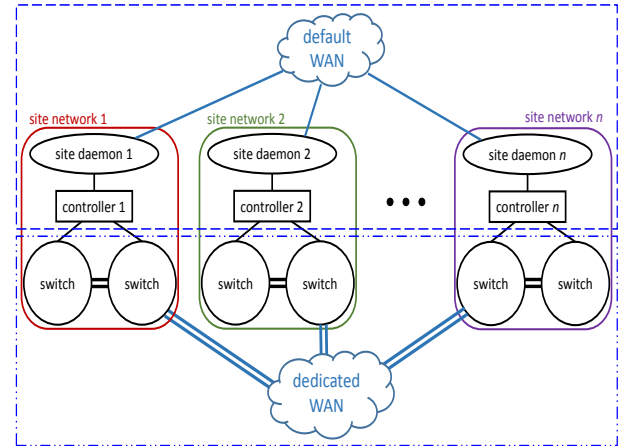 default
WAN
site network 1
site network 2
site network n
site daemon 1
site daemon 2
site daemon n
controller 1
controller 2
controller n
switch
switch
switch
switch
switch
switch
dedicated
WAN